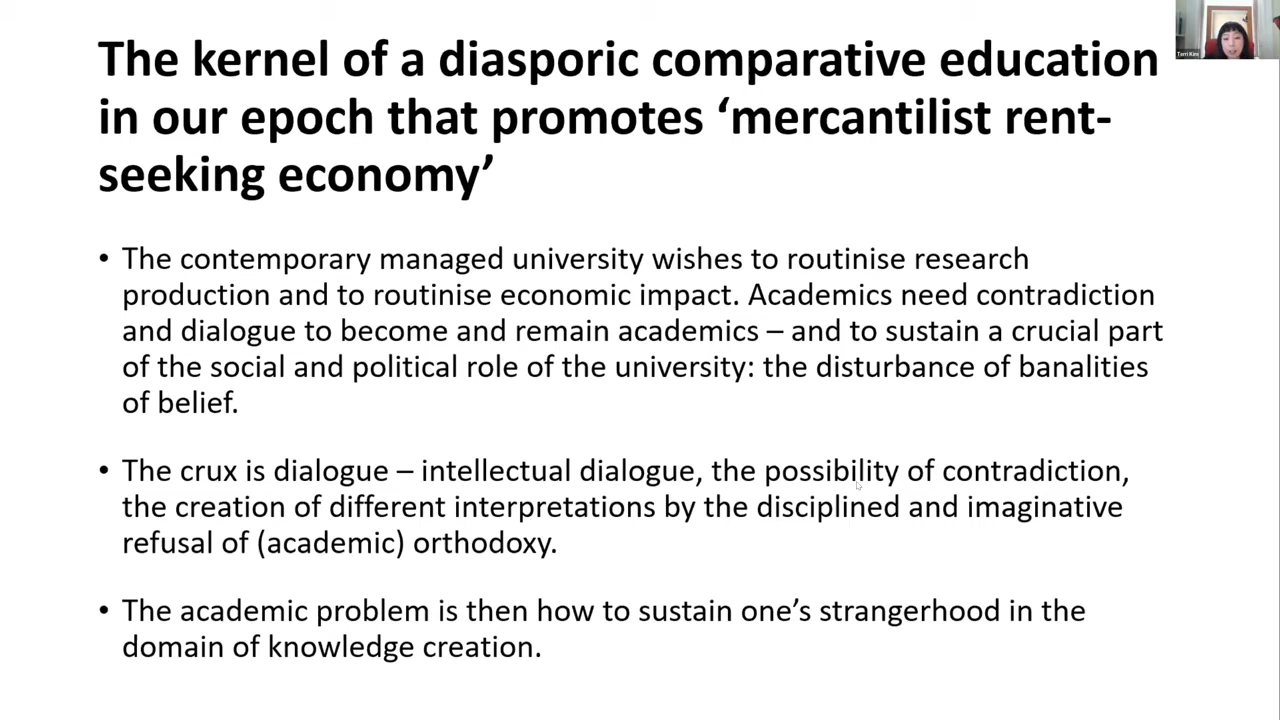 The kernel of a diasporic comparative education
in our epoch that promotes ‘mercantilist rent-
seeking economy’
• The contemporary managed university wishes to routinise research
production and to routinise economic impact. Academics need contradiction
and dialogue to become and remain academics – and to sustain a crucial part
of the social and political role of the university: the disturbance of banalities
of belief.
• The crux is dialogue – intellectual dialogue, the possibility of contradiction,
the creation of different interpretations by the disciplined and imaginative
refusal of (academic) orthodoxy.
• The academic problem is then how to sustain one’s strangerhood in the
domain of knowledge creation.
Terri Kim